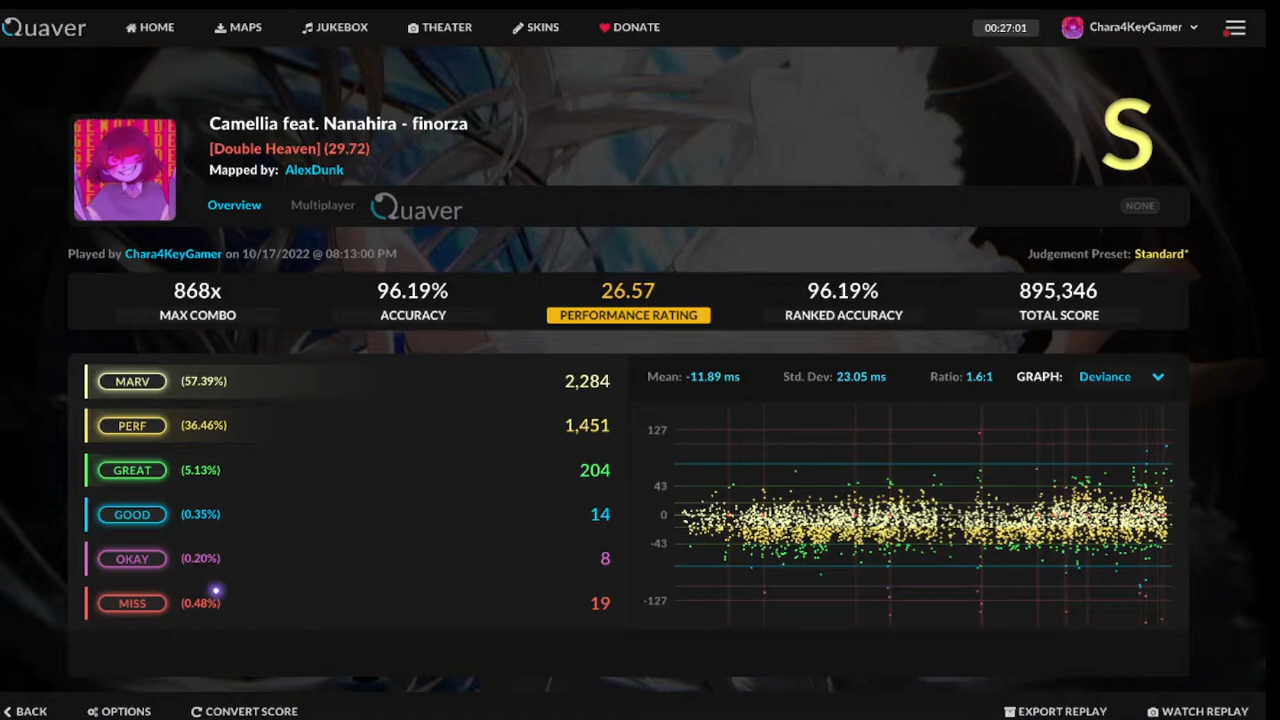 Quaver HOME MAPS JUKEBOX THEATER SKINS DONATE 00:27:01 Chara4KeyGamer
Camellia feat. Nanahira - finorza
S
[Double Heaven] (29.72)
Mapped by: AlexDunk
Overview Multiplayer Quaver NONE
Played by Chara4KeyGamer on 10/17/2022 @ 08:13:00 PM Judgement Preset: Standard*
868x 96.19% 26.57 96.19% 895,346
MAX COMBO ACCURACY PERFORMANCE RATING RANKED ACCURACY TOTAL SCORE
MARV (57.39%) 2,284
PERF (36.46%) 1,451
GREAT (5.13%) 204
GOOD (0.35%) 14
OKAY (0.20%) 8
MISS (0.48%) 19
Mean: -11.89 ms Std. Dev: 23.05 ms Ratio: 1.6:1 GRAPH: Deviance
127
43
0
-43
-127
BACK OPTIONS CONVERT SCORE EXPORT REPLAY WATCH REPLAY